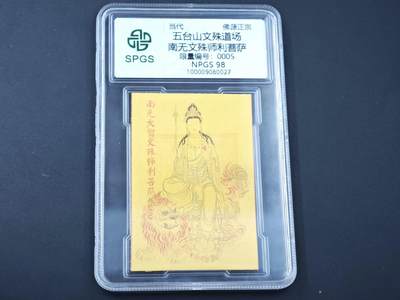 SPGS
当代 佛源正宗
五台山文殊道场
南无文殊师利菩萨
限量编号：0005
NPGS 98
100009080027
南无大智文殊师利菩萨